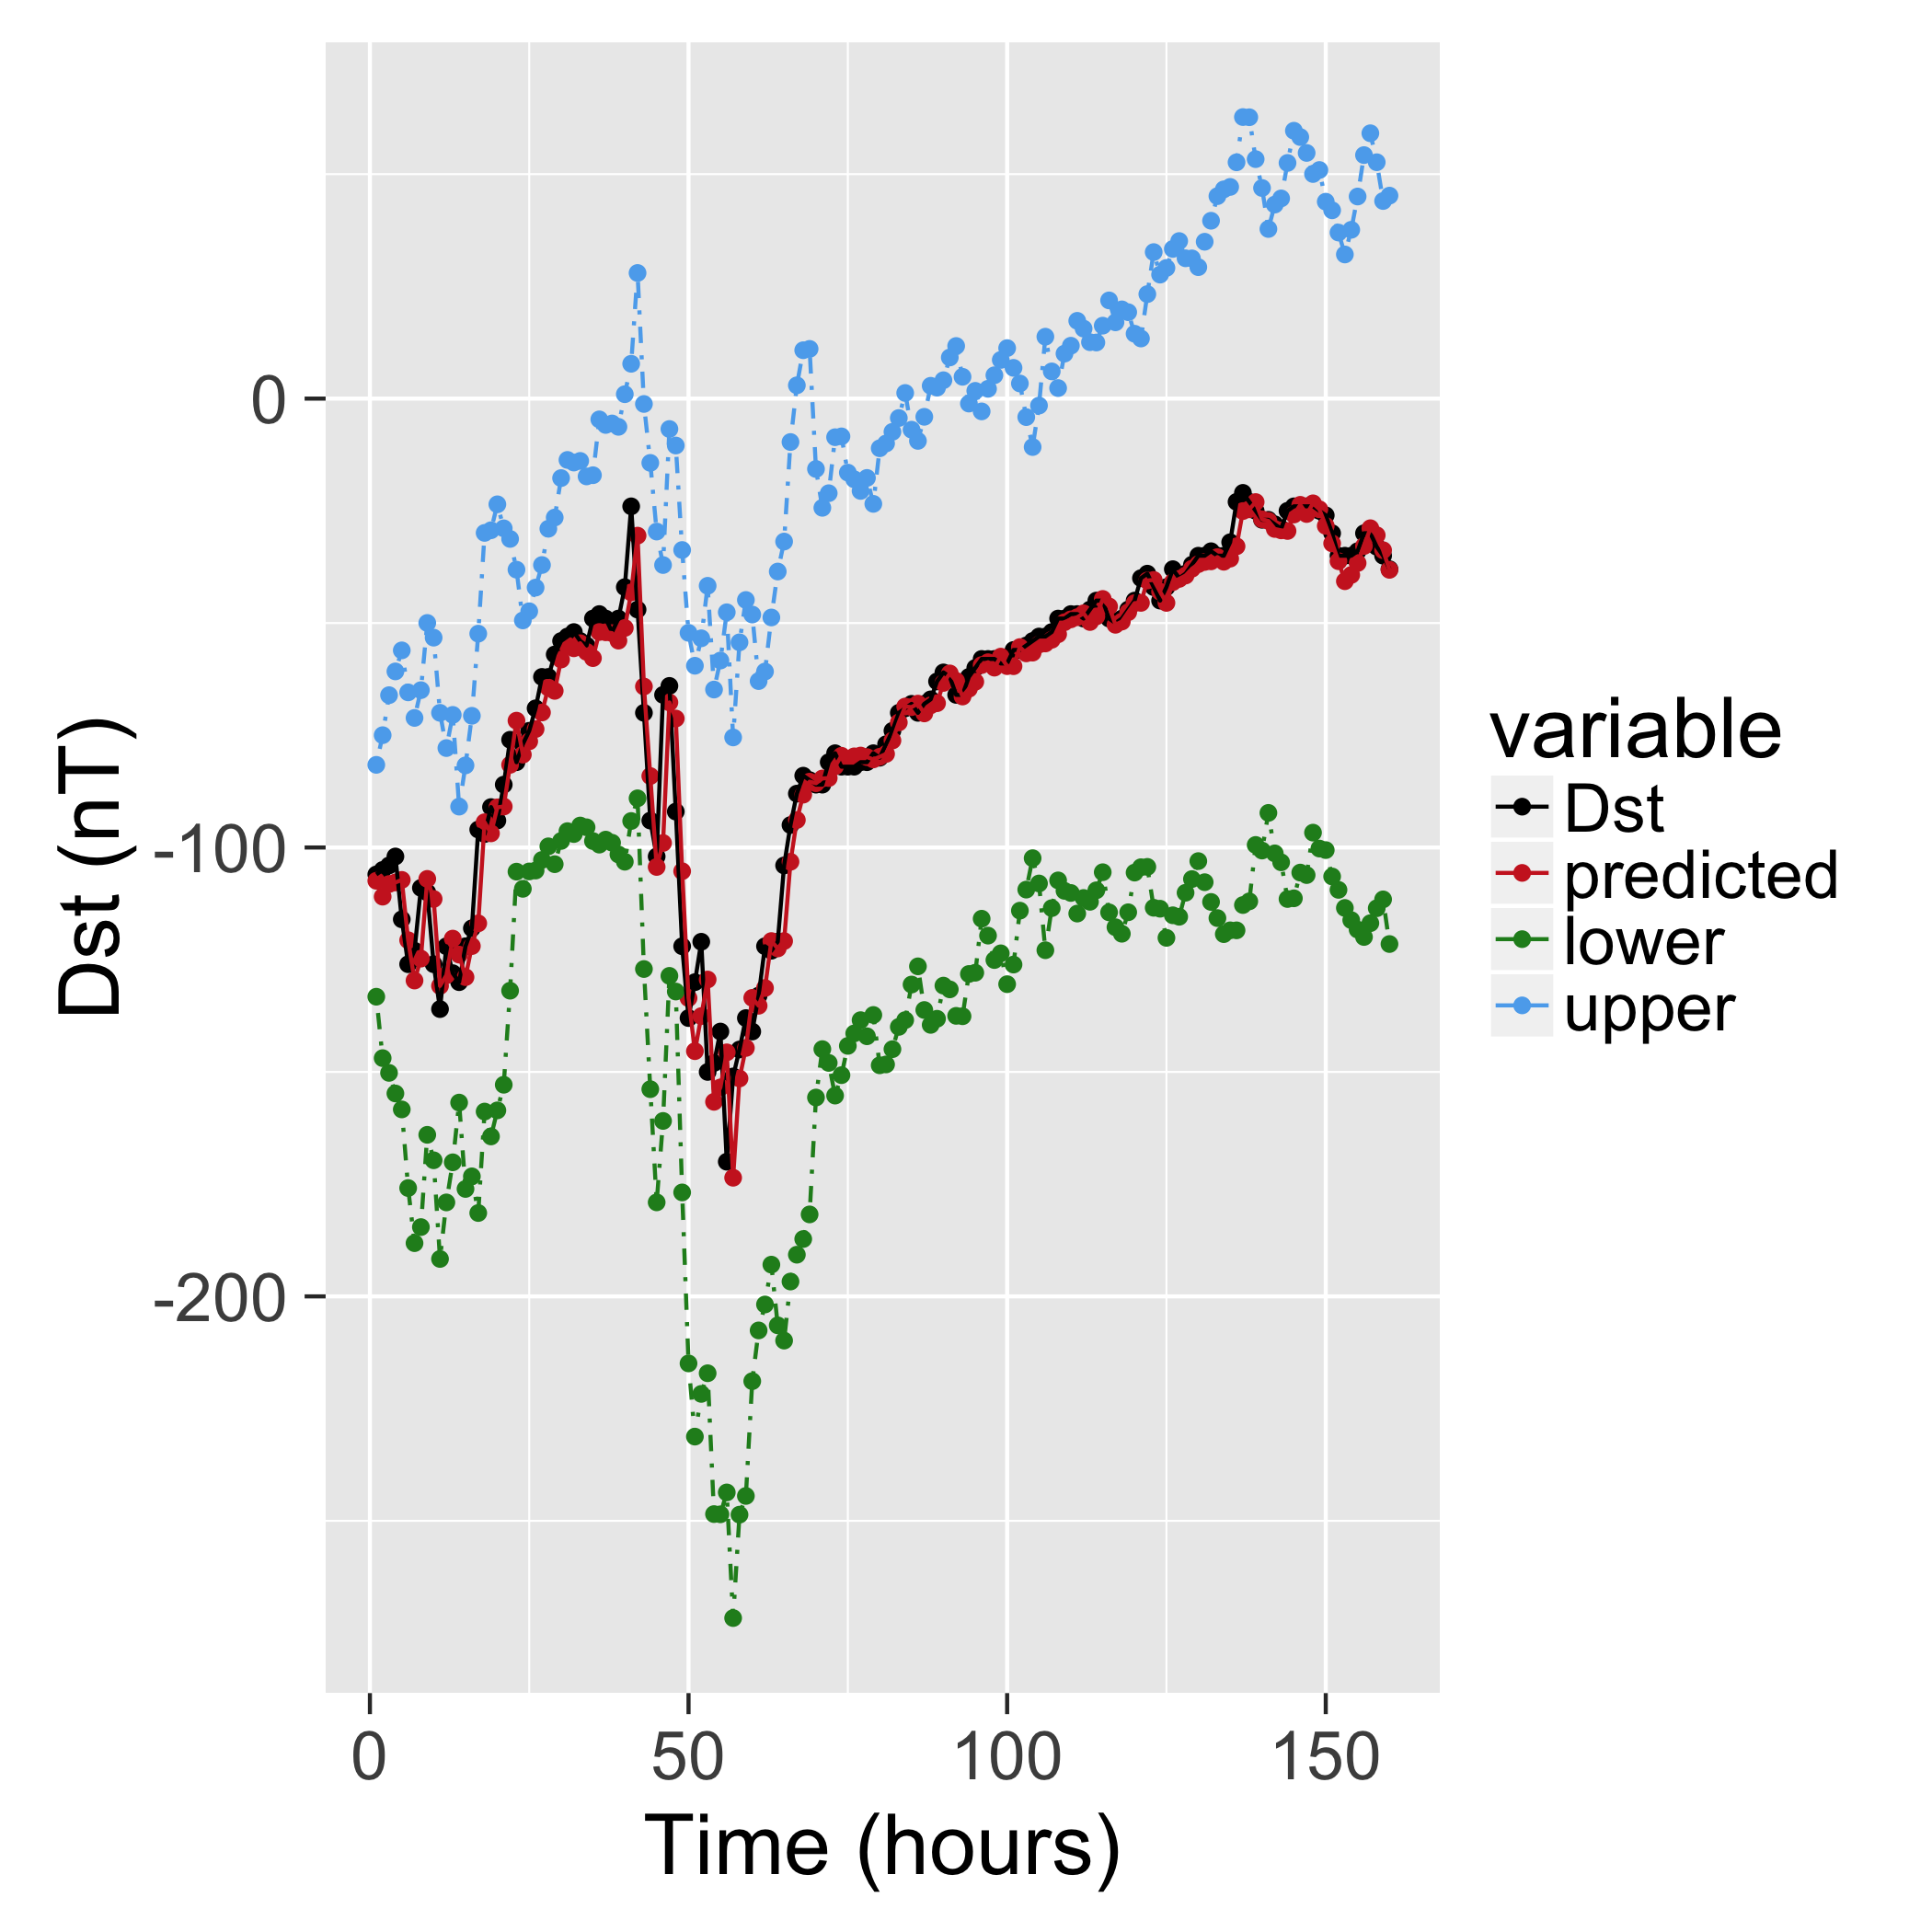 Dst (nT)
0
-100
-200
0
50
100
150
Time (hours)
variable
Dst
predicted
lower
upper